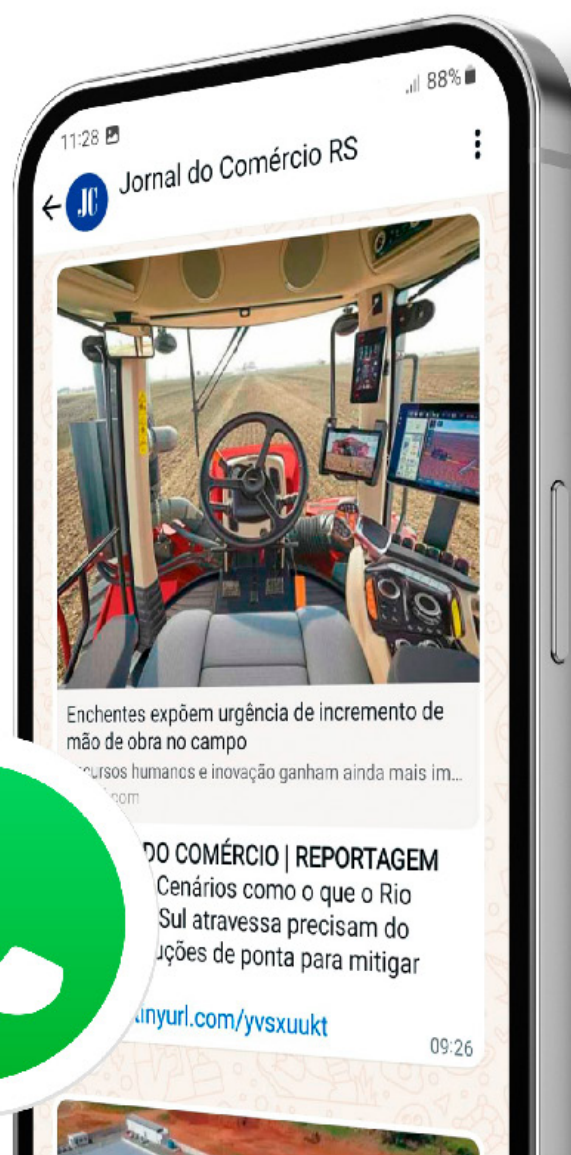 11:28
88%
JC
Jornal do Comércio RS
Enchentes expõem urgência de incremento de
mão de obra no campo
humanos e inovação ganham ainda mais im...
DO COMÉRCIO | REPORTAGEM
Cenários como o que o Rio
Sul atravessa precisam do
de ponta para mitigar
tinyurl.com/yvsxuukt
09:26